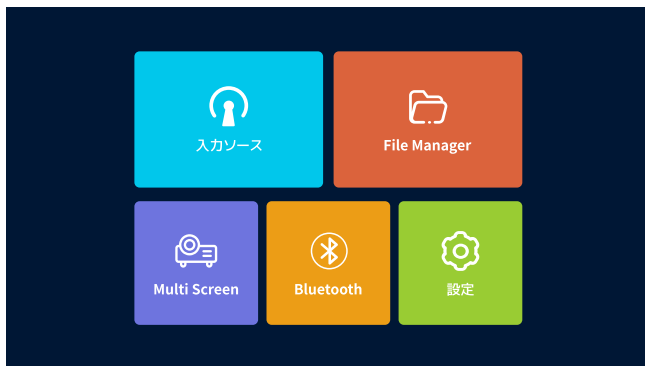 入力ソース
File Manager
Multi Screen
Bluetooth
設定